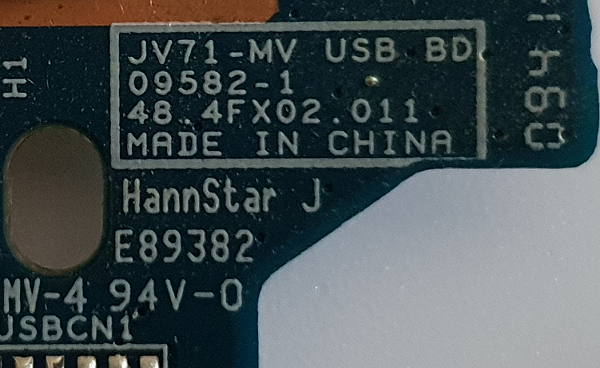 JV71-MV USB BD
09582-1
48.4FX02.011
MADE IN CHINA
HannStar J
E89382
MV-4 94V-0
USBCN1
H1